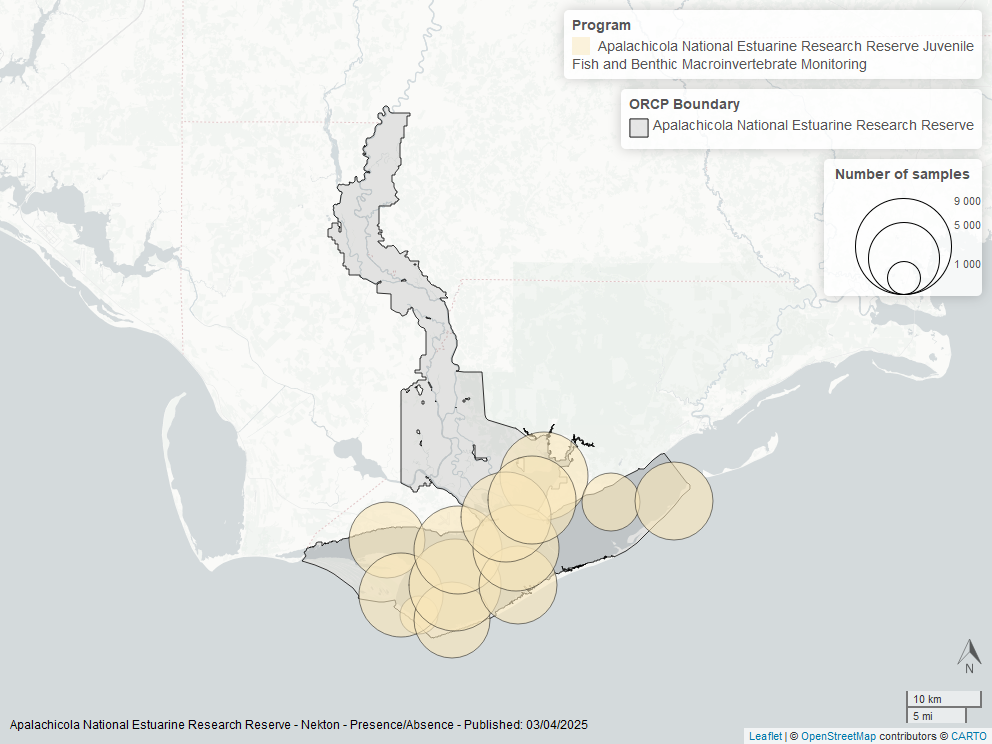 Program
Apalachicola National Estuarine Research Reserve Juvenile
Fish and Benthic Macroinvertebrate Monitoring
ORCP Boundary
Apalachicola National Estuarine Research Reserve
Number of samples
9 000
5 000
1 000
N
10 km
5 mi
Apalachicola National Estuarine Research Reserve - Nekton - Presence/Absence - Published: 03/04/2025
Leaflet | © OpenStreetMap contributors © CARTO